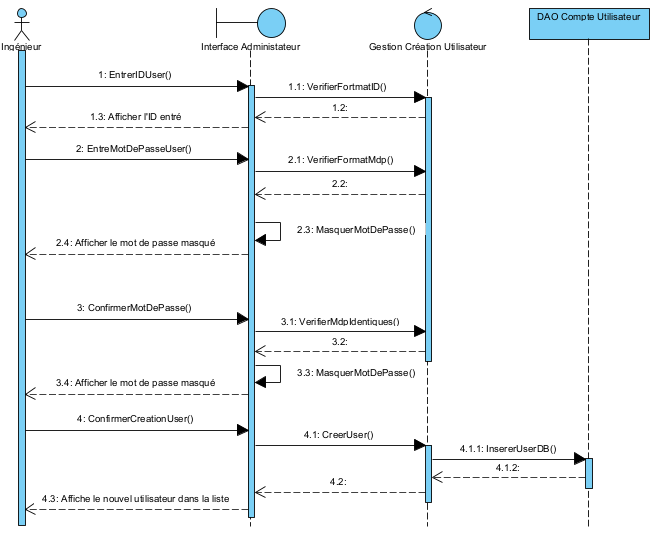 Ingénieur
Interface Administateur
Gestion Création Utilisateur
DAO Compte Utilisateur
1: EntrerIDUser()
1.1: VerifierFortmatID()
1.2:
1.3: Afficher l'ID entré
2: EntreMotDePasseUser()
2.1: VerifierFormatMdp()
2.2:
2.3: MasquerMotDePasse()
2.4: Afficher le mot de passe masqué
3: ConfirmerMotDePasse()
3.1: VerifierMdpIdentiques()
3.2:
3.3: MasquerMotDePasse()
3.4: Afficher le mot de passe masqué
4: ConfirmerCreationUser()
4.1: CreerUser()
4.1.1: InsererUserDB()
4.1.2:
4.2:
4.3: Affiche le nouvel utilisateur dans la liste